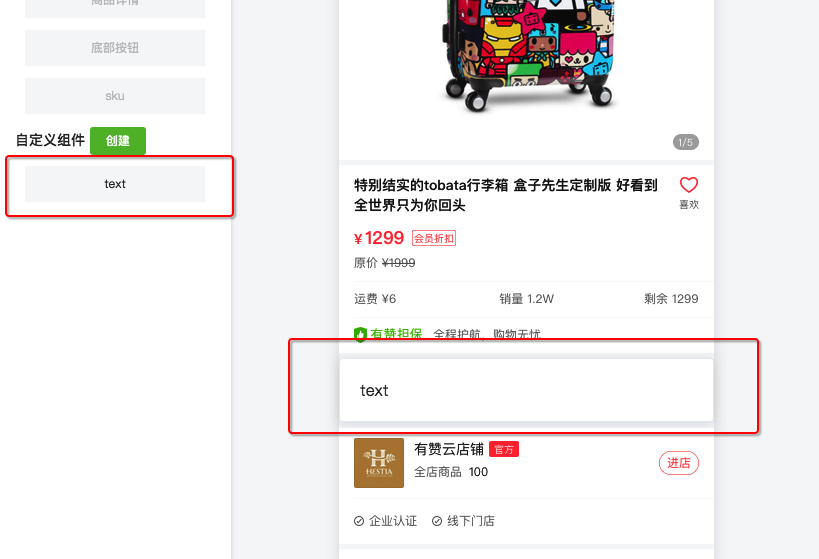 商品详情
底部按钮
sku
自定义组件 创建
text
1/5
特别结实的tobata行李箱 盒子先生定制版 好看到
全世界只为你回头
喜欢
¥1299 会员折扣
原价 ¥1999
运费 ¥6 销量 1.2W 剩余 1299
有赞担保 全程护航、购物无忧
text
有赞云店铺 官方
全店商品 100
进店
H
HESTIA
企业认证 线下门店